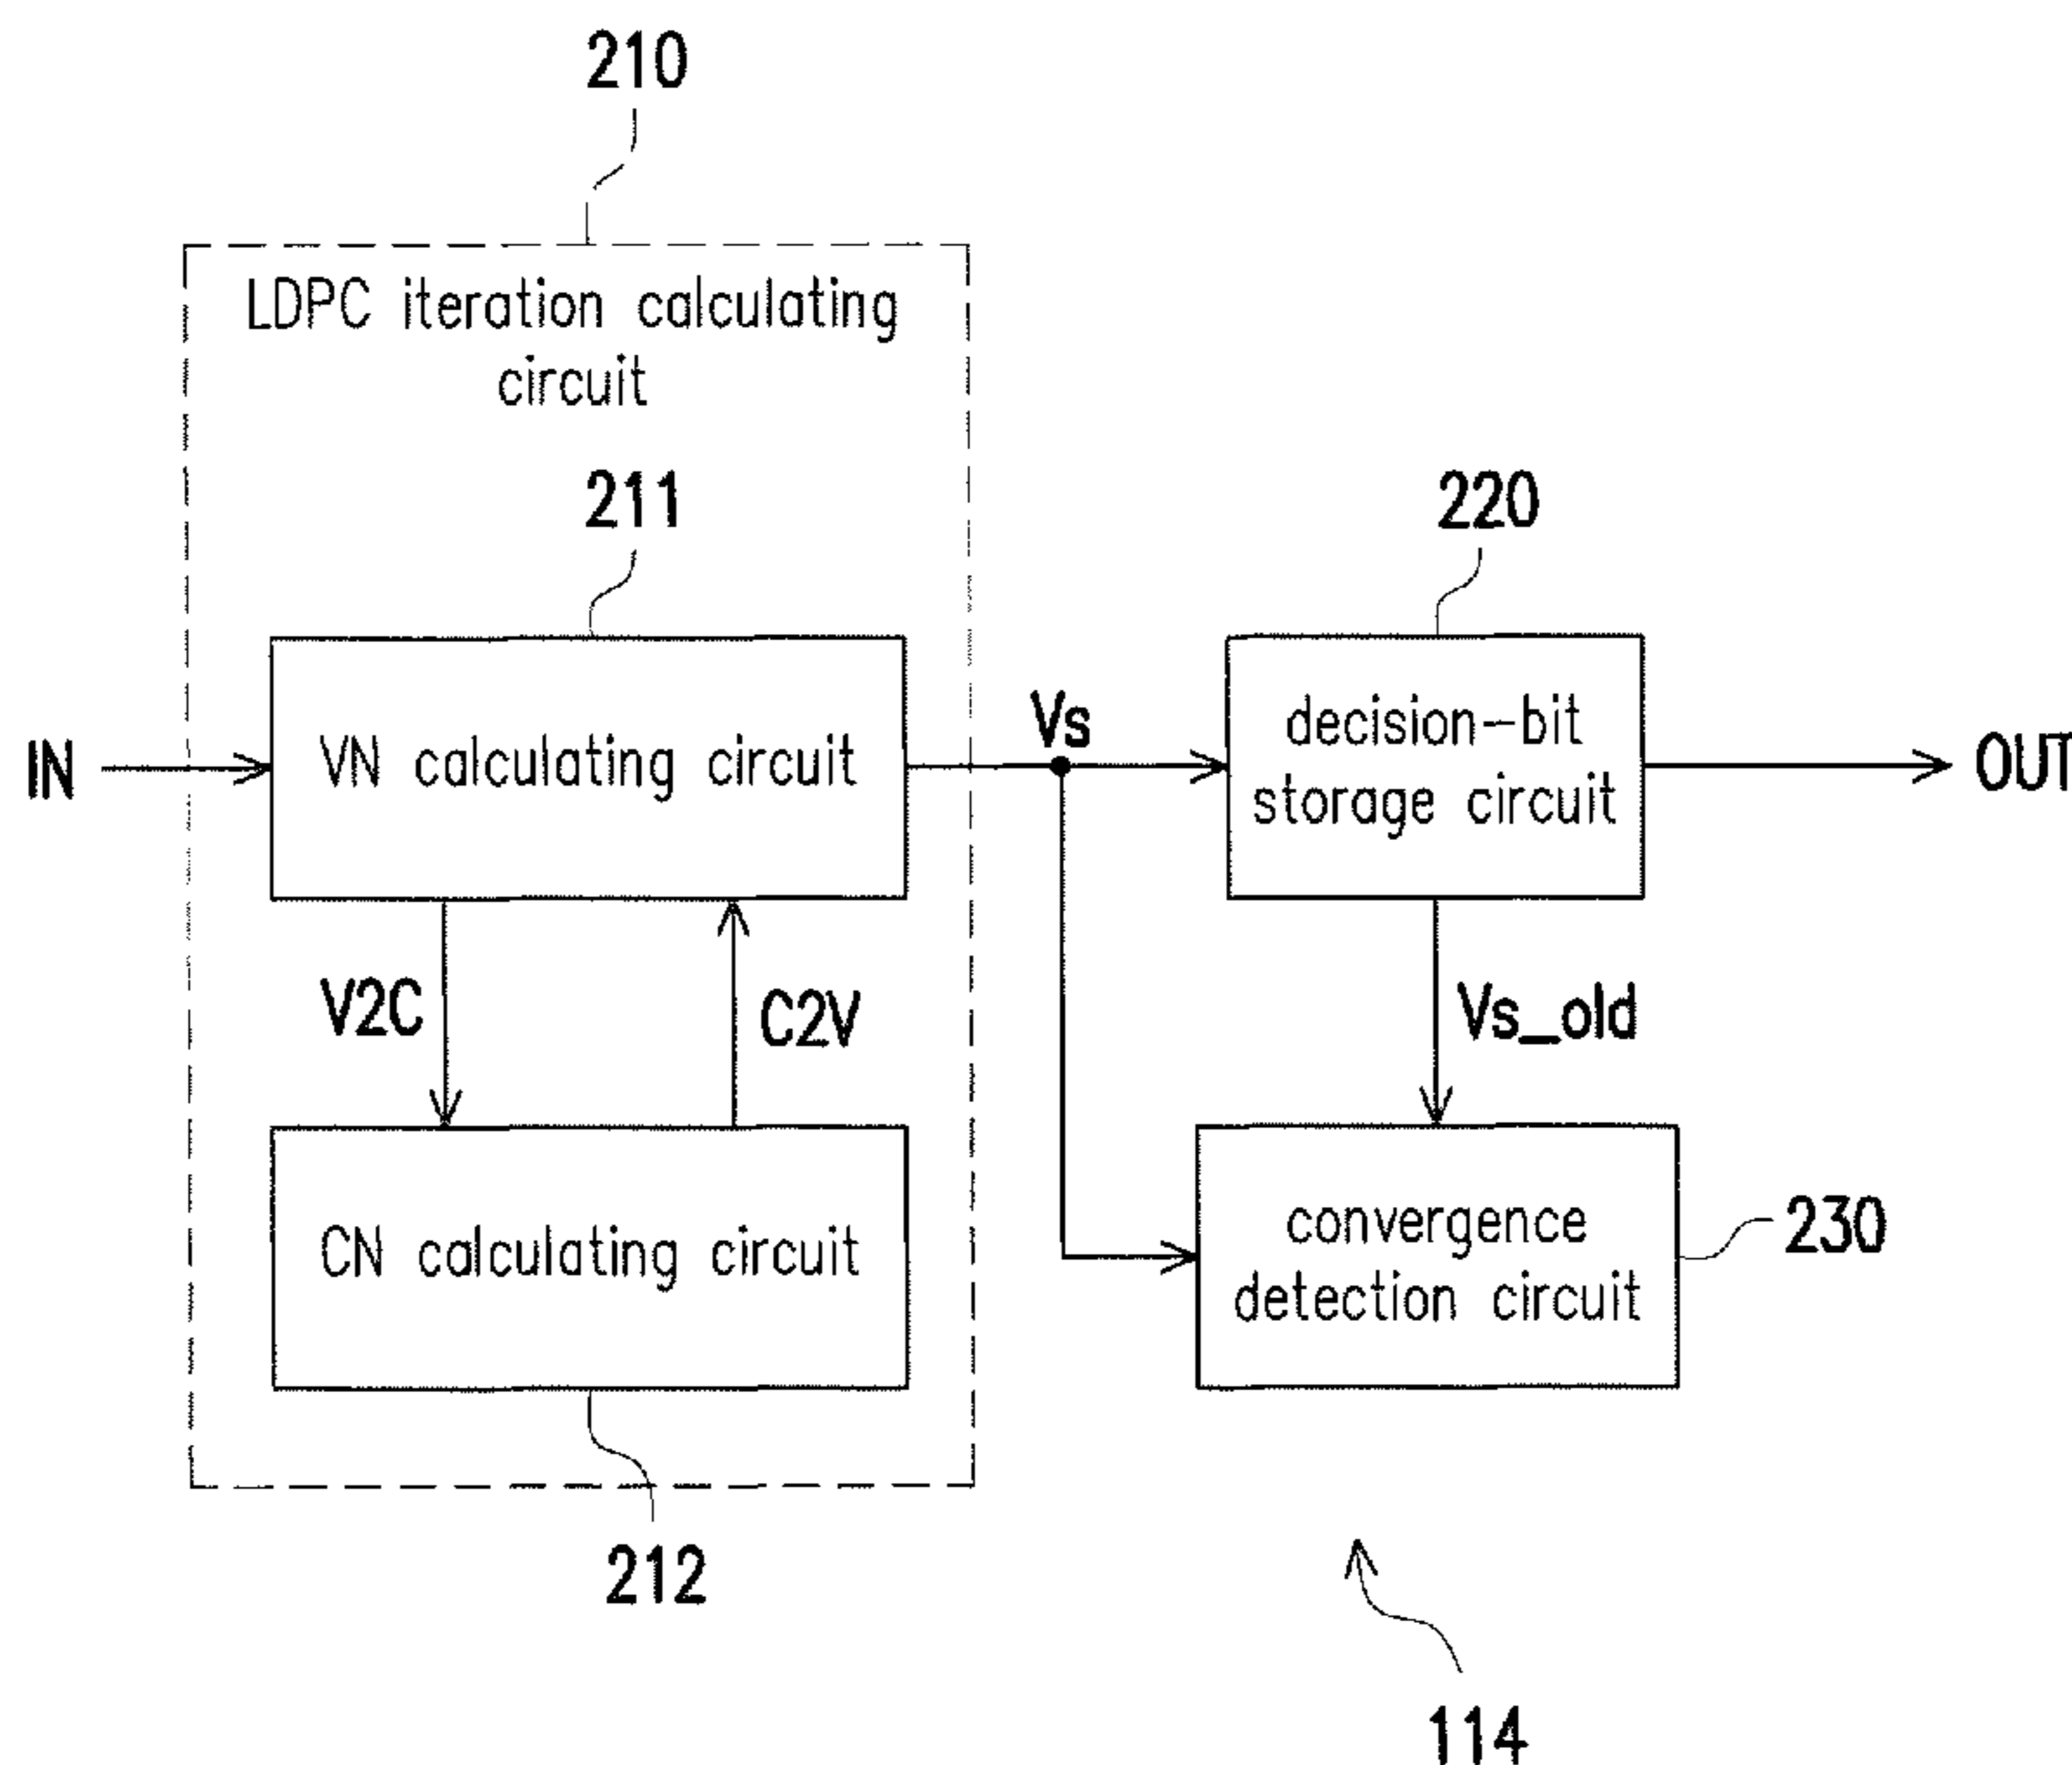 210
LDPC iteration calculating
circuit
211
220
IN
VN calculating circuit
Vs
decision-bit
storage circuit
OUT
V2C
C2V
Vs_old
CN calculating circuit
convergence
detection circuit
230
212
114